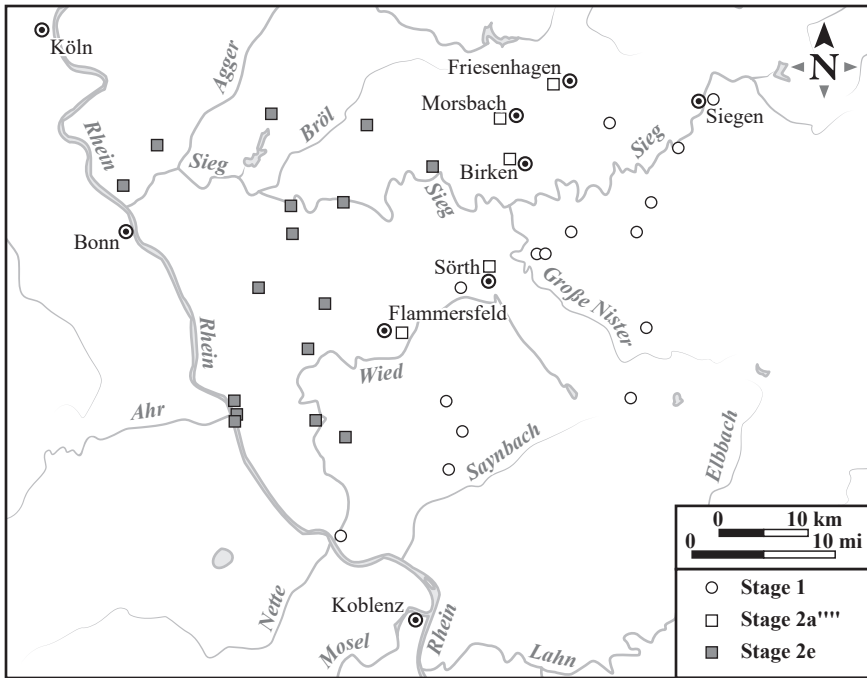 Köln
Agger
Friesenhagen
N
Rhein
Bröl
Morsbach
Siegen
Sieg
Sieg
Birken
Sieg
Bonn
Sörth
Große Nister
Rhein
Flammersfeld
Wied
Ahr
Saynbach
Elbbach
0 10 km
0 10 mi
Nette
Koblenz
Mosel
Rhein
Lahn
Stage 1
Stage 2a''''
Stage 2e